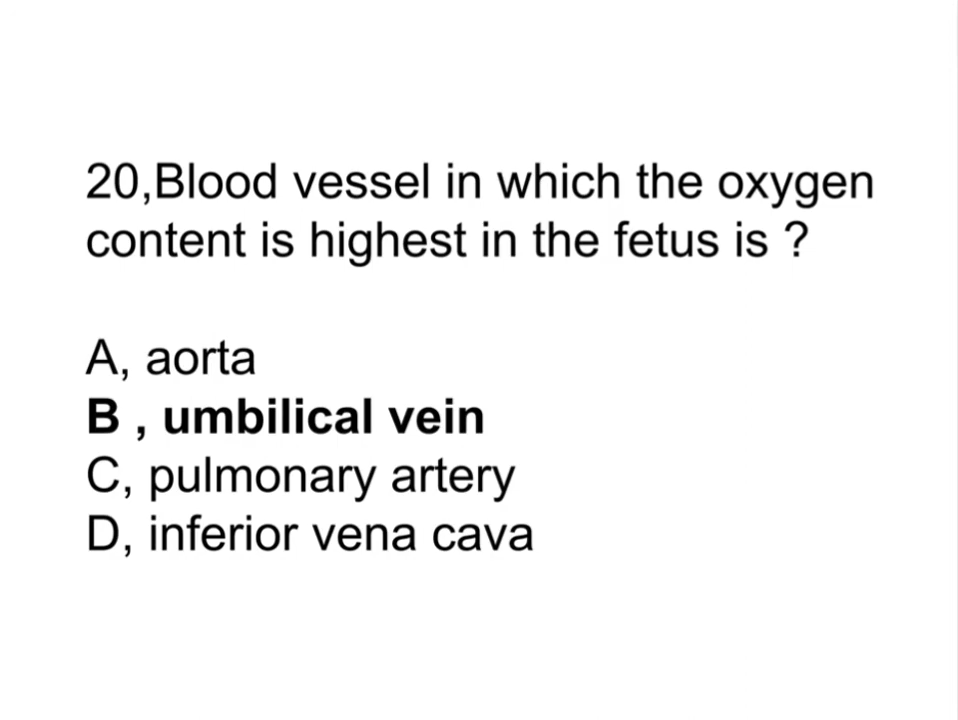 20,Blood vessel in which the oxygen
content is highest in the fetus is ?
A, aorta
B , umbilical vein
C, pulmonary artery
D, inferior vena cava